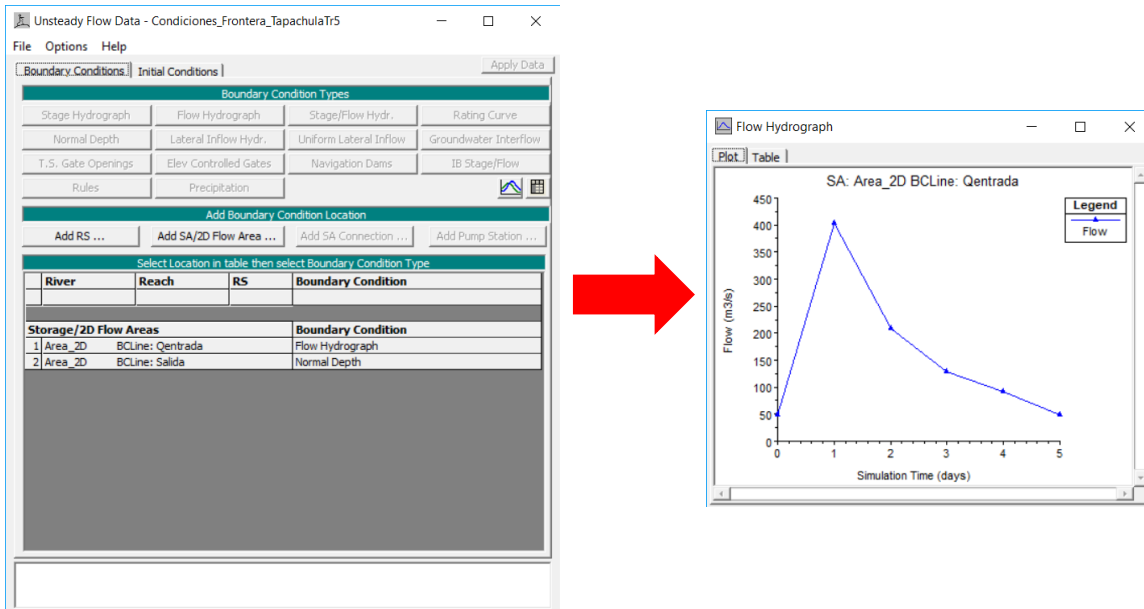 Unsteady Flow Data - Condiciones_Frontera_TapachulaTr5
File Options Help
Boundary Conditions Initial Conditions Apply Data
Boundary Condition Types
Stage Hydrograph Flow Hydrograph Stage/Flow Hydr. Rating Curve
Normal Depth Lateral Inflow Hydr. Uniform Lateral Inflow Groundwater Interflow
T.S. Gate Openings Elev Controlled Gates Navigation Dams IB Stage/Flow
Rules Precipitation
Add Boundary Condition Location
Add RS ... Add SA/2D Flow Area ... Add SA Connection ... Add Pump Station ...
Select Location in table then select Boundary Condition Type
River Reach RS Boundary Condition
Storage/2D Flow Areas Boundary Condition
1 Area_2D BCLine: Qentrada Flow Hydrograph
2 Area_2D BCLine: Salida Normal Depth
Flow Hydrograph
Plot Table
SA: Area_2D BCLine: Qentrada
Legend
Flow
450
400
350
300
250
200
150
100
50
0
Flow (m3/s)
0 1 2 3 4 5
Simulation Time (days)